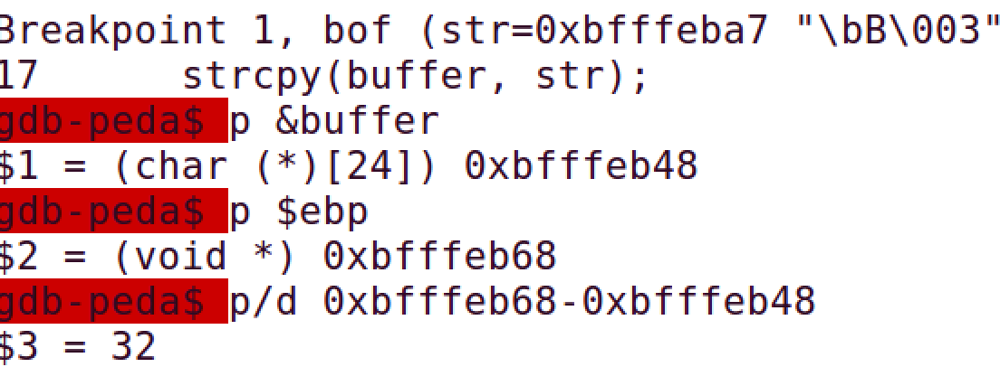 Breakpoint 1, bof (str=0xbfffeba7 "\bB\003"
17      strcpy(buffer, str);
gdb-peda$ p &buffer
$1 = (char (*)[24]) 0xbfffeb48
gdb-peda$ p $ebp
$2 = (void *) 0xbfffeb68
gdb-peda$ p/d 0xbfffeb68-0xbfffeb48
$3 = 32